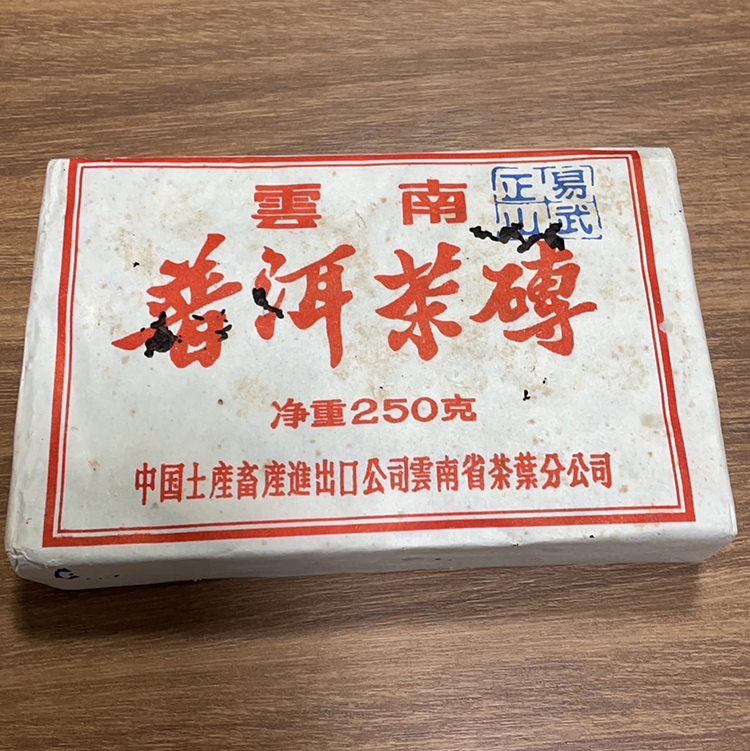 雲南
易武
正山
普洱茶磚
净重250克
中国土産畜産進出口公司雲南省茶葉分公司